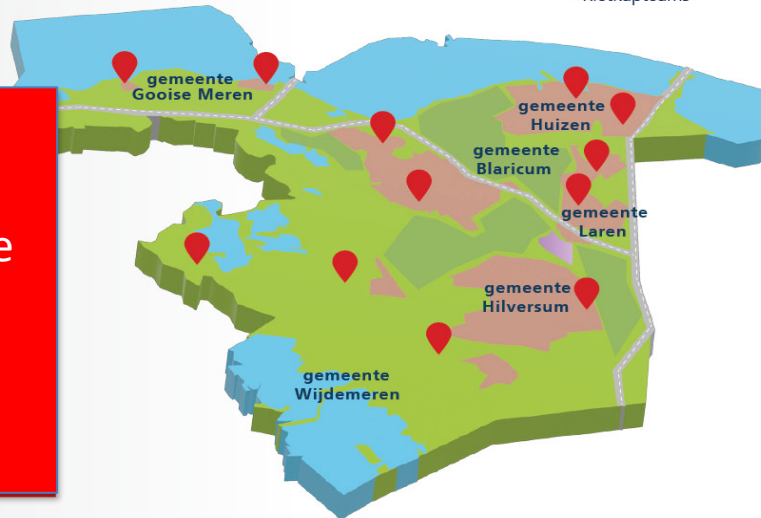 gemeente
Gooise Meren
gemeente
Huizen
gemeente
Blaricum
gemeente
Laren
gemeente
Hilversum
gemeente
Wijdemeren
e